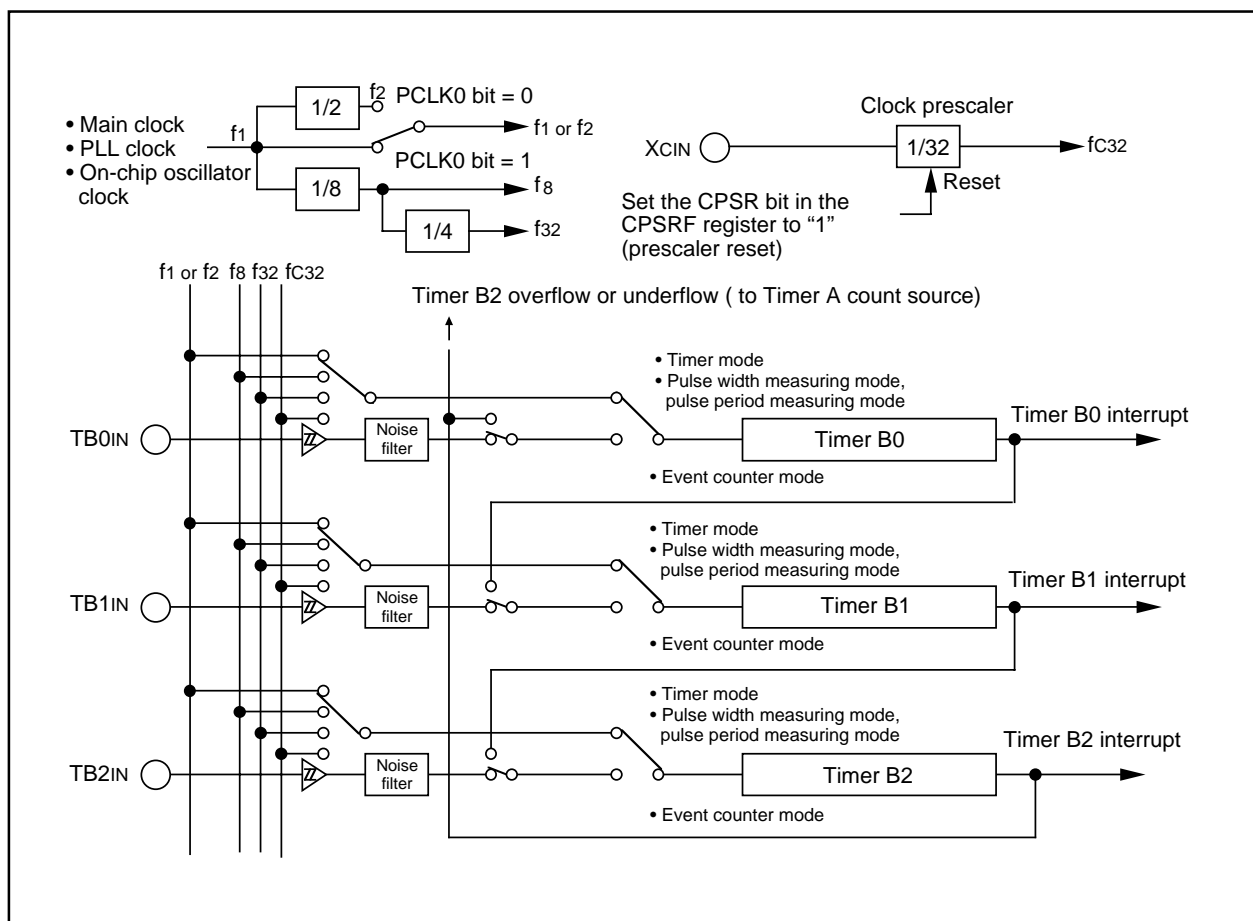 • Main clock
• PLL clock
• On-chip oscillator
clock
f1
1/2
f2
PCLK0 bit = 0
f1 or f2
PCLK0 bit = 1
1/8
f8
1/4
f32
Clock prescaler
XCIN
1/32
fC32
Reset
Set the CPSR bit in the
CPSRF register to “1”
(prescaler reset)
f1 or f2 f8 f32 fC32
Timer B2 overflow or underflow ( to Timer A count source)
• Timer mode
• Pulse width measuring mode,
pulse period measuring mode
TB0IN
Noise
filter
Timer B0
Timer B0 interrupt
• Event counter mode
• Timer mode
• Pulse width measuring mode,
pulse period measuring mode
TB1IN
Noise
filter
Timer B1
Timer B1 interrupt
• Event counter mode
• Timer mode
• Pulse width measuring mode,
pulse period measuring mode
TB2IN
Noise
filter
Timer B2
Timer B2 interrupt
• Event counter mode